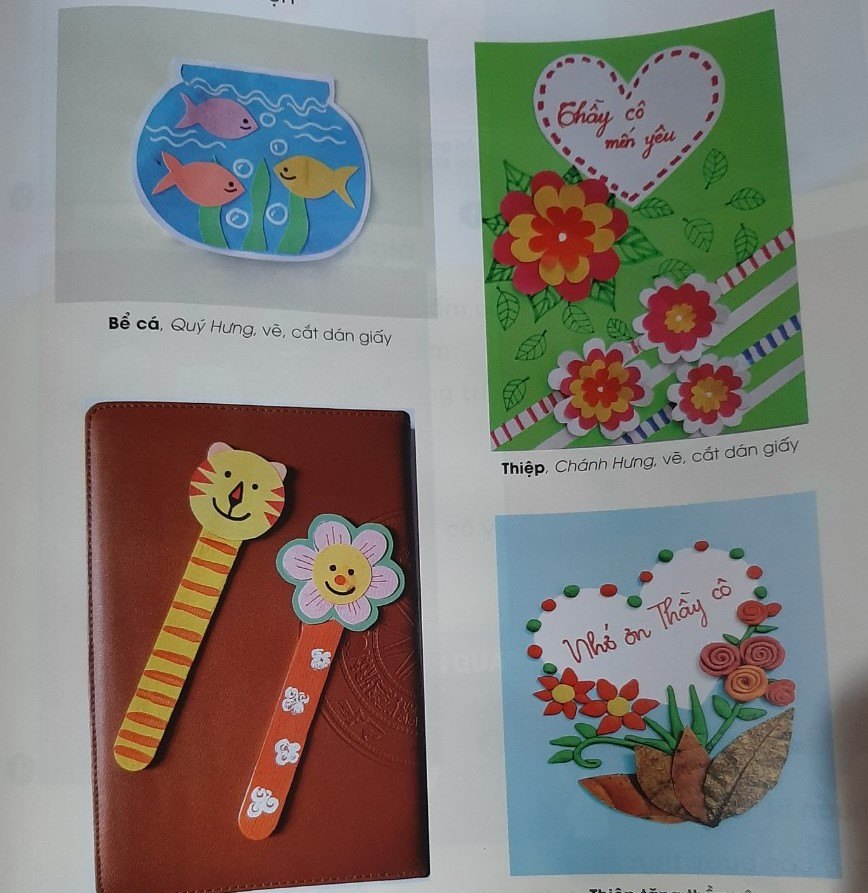 Bể cá, Quý Hưng, vẽ, cắt dán giấy
Thầy cô
mến yêu
Thiệp, Chánh Hưng, vẽ, cắt dán giấy
Nhớ ơn Thầy cô